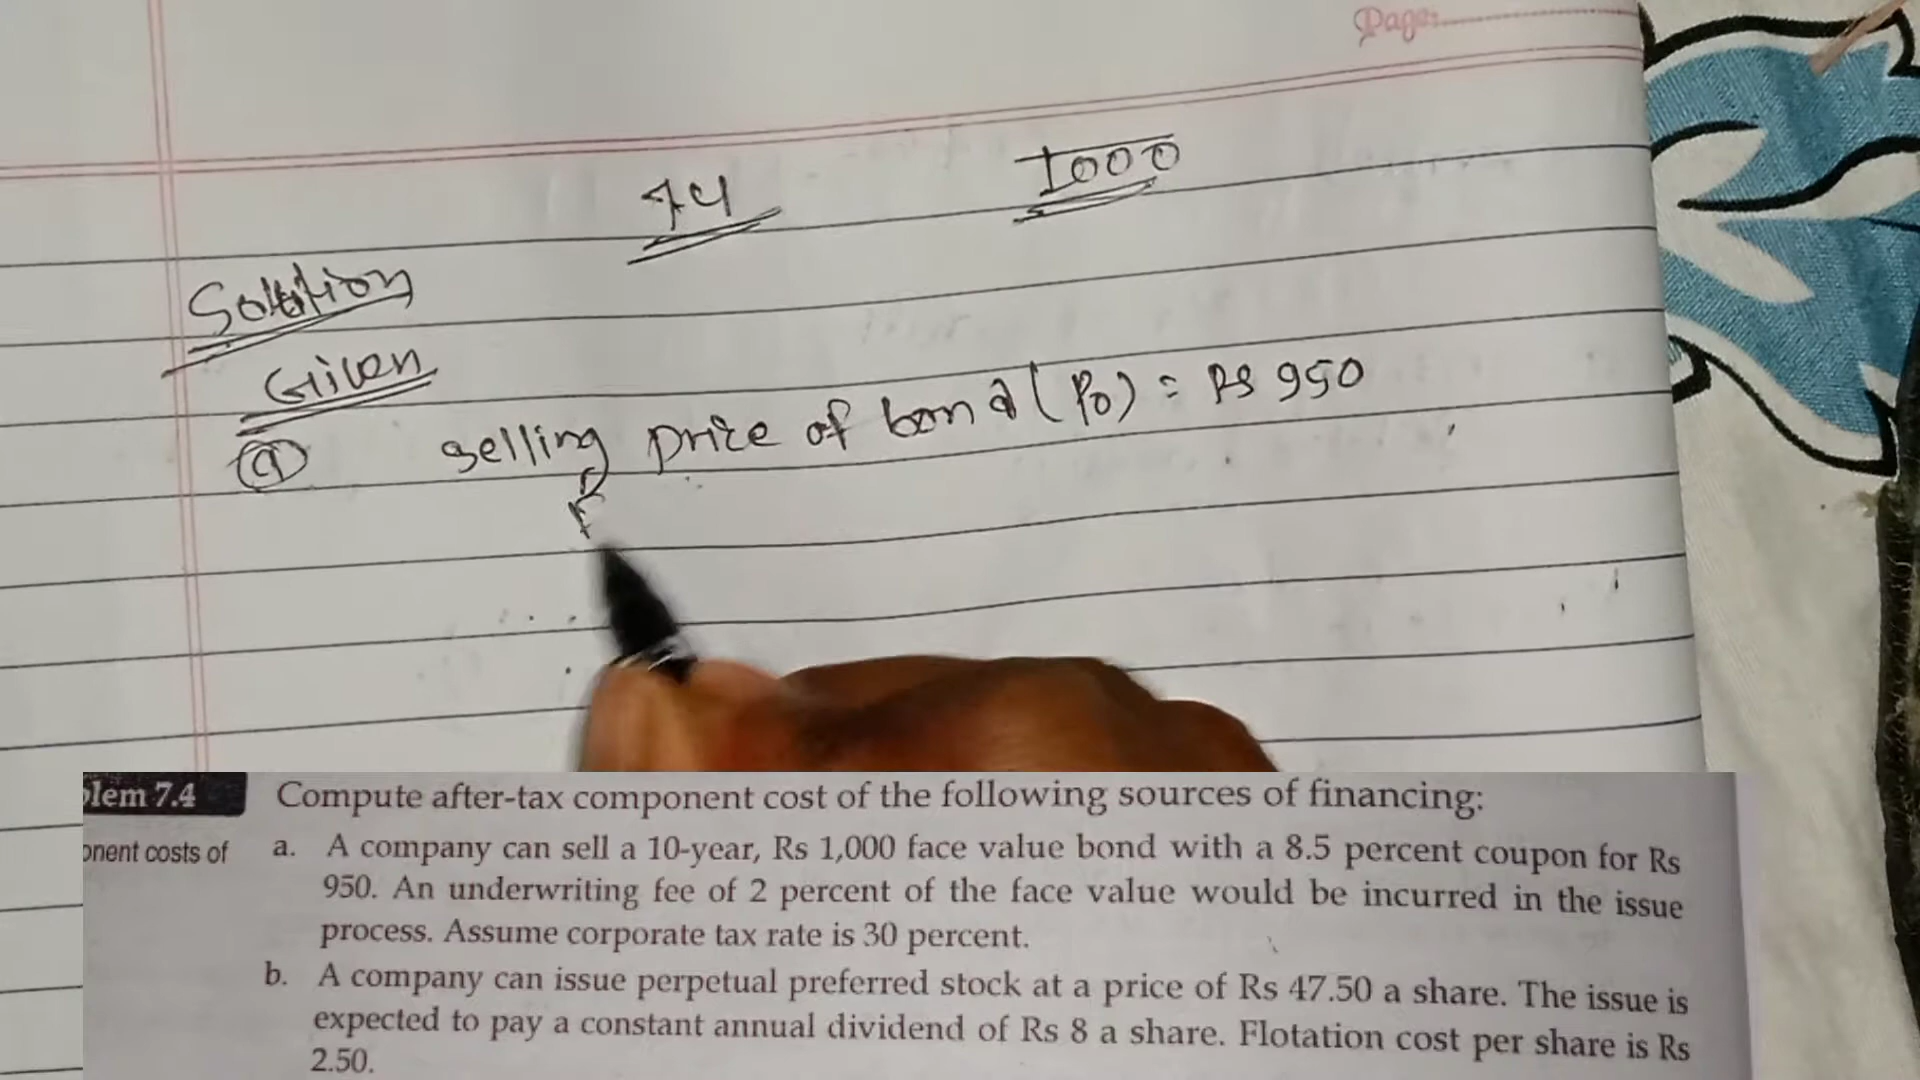 Page:
7.4
1000
Solution
Given
(a) selling price of bond (P0) = Rs 950
F
blem 7.4
onent costs of
Compute after-tax component cost of the following sources of financing:
a. A company can sell a 10-year, Rs 1,000 face value bond with a 8.5 percent coupon for Rs
950. An underwriting fee of 2 percent of the face value would be incurred in the issue
process. Assume corporate tax rate is 30 percent.
b. A company can issue perpetual preferred stock at a price of Rs 47.50 a share. The issue is
expected to pay a constant annual dividend of Rs 8 a share. Flotation cost per share is Rs
2.50.